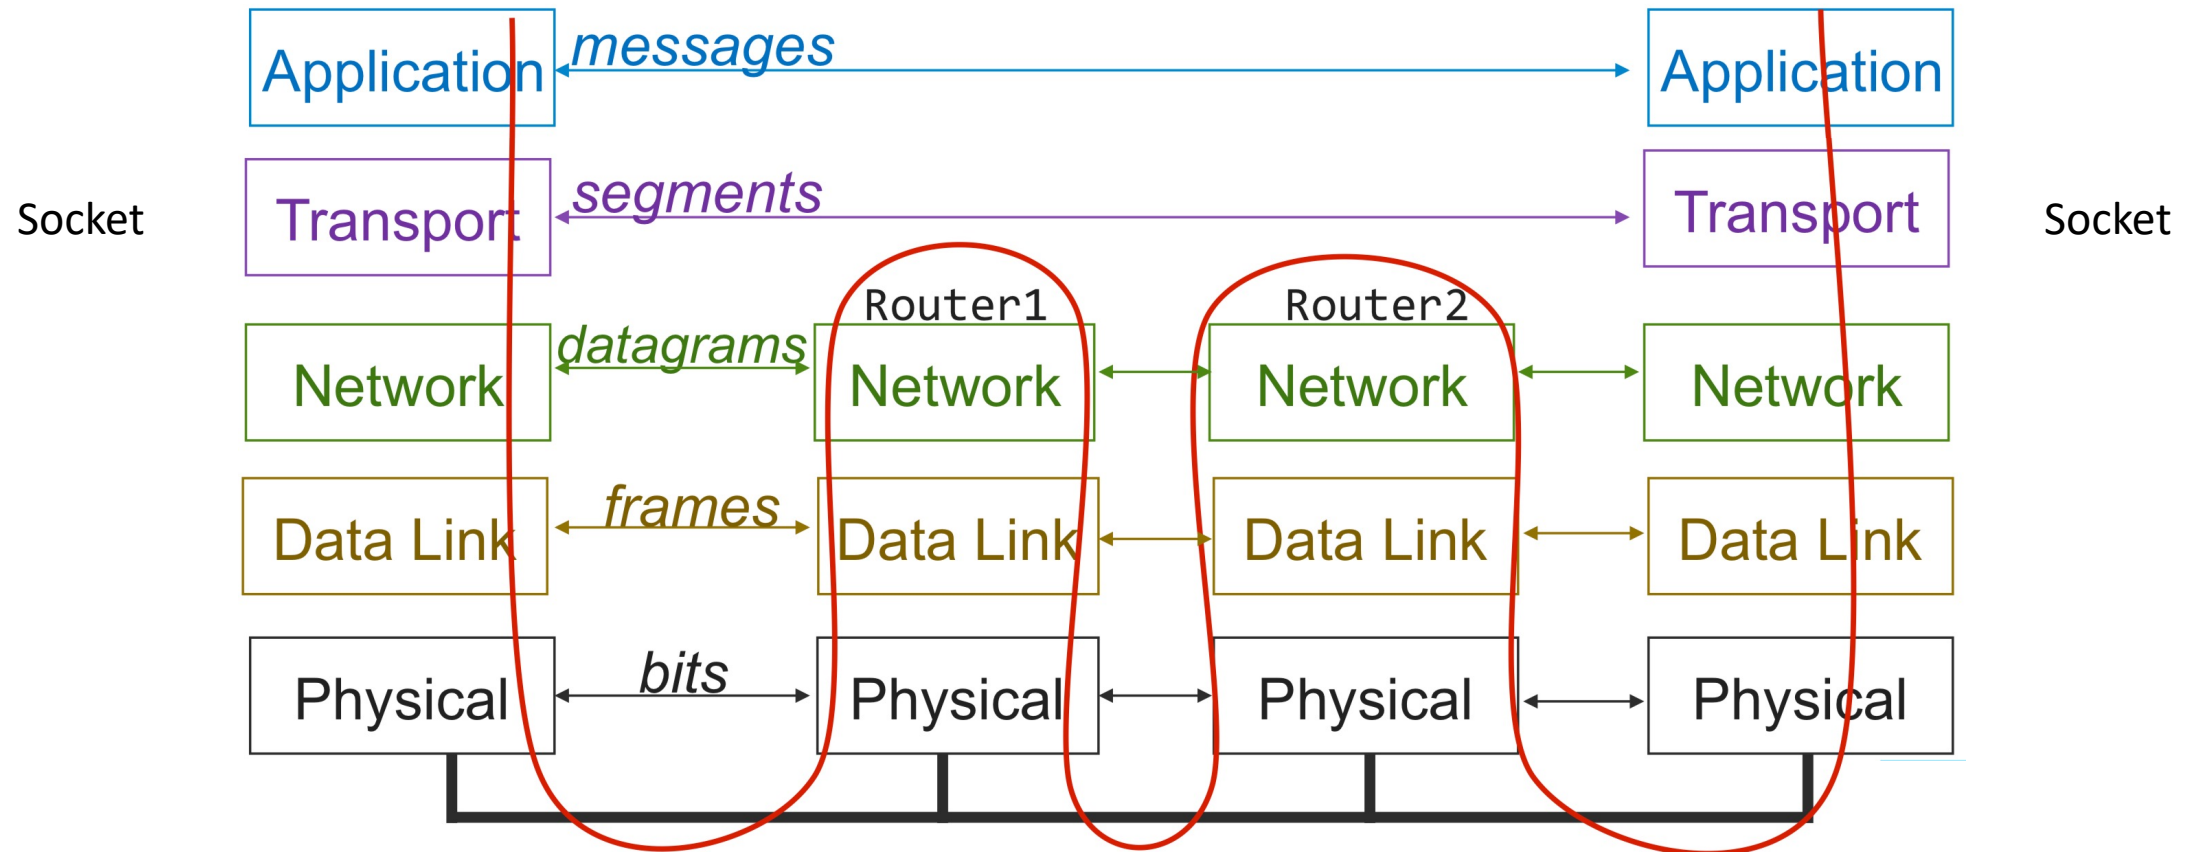 messages
Application
Application
segments
Socket
Transport
Transport
Socket
Router1
Router2
datagrams
Network
Network
Network
Network
frames
Data Link
Data Link
Data Link
Data Link
bits
Physical
Physical
Physical
Physical